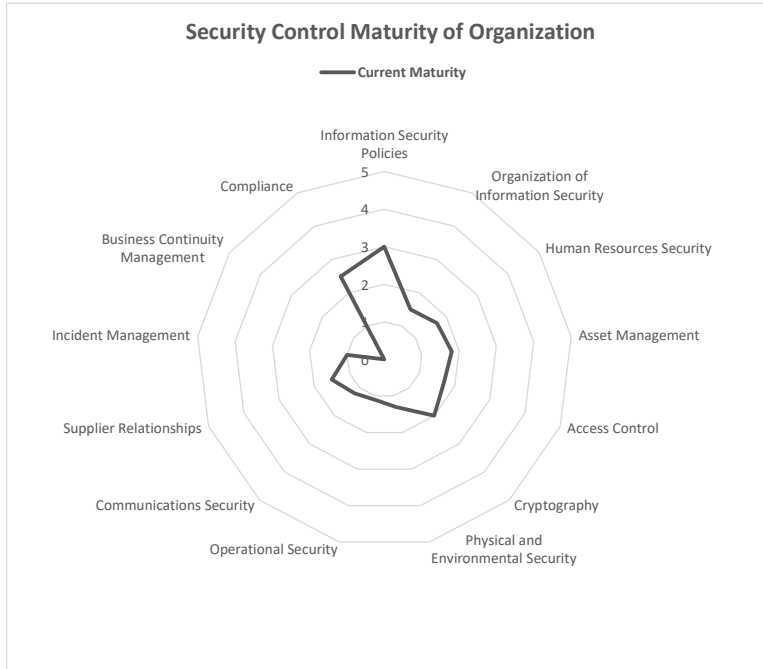 Security Control Maturity of Organization
Current Maturity
Information Security
Policies
Organization of
Information Security
Human Resources Security
Asset Management
Access Control
Cryptography
Physical and
Environmental Security
Operational Security
Communications Security
Supplier Relationships
Incident Management
Business Continuity
Management
Compliance
5
4
3
2
1
0